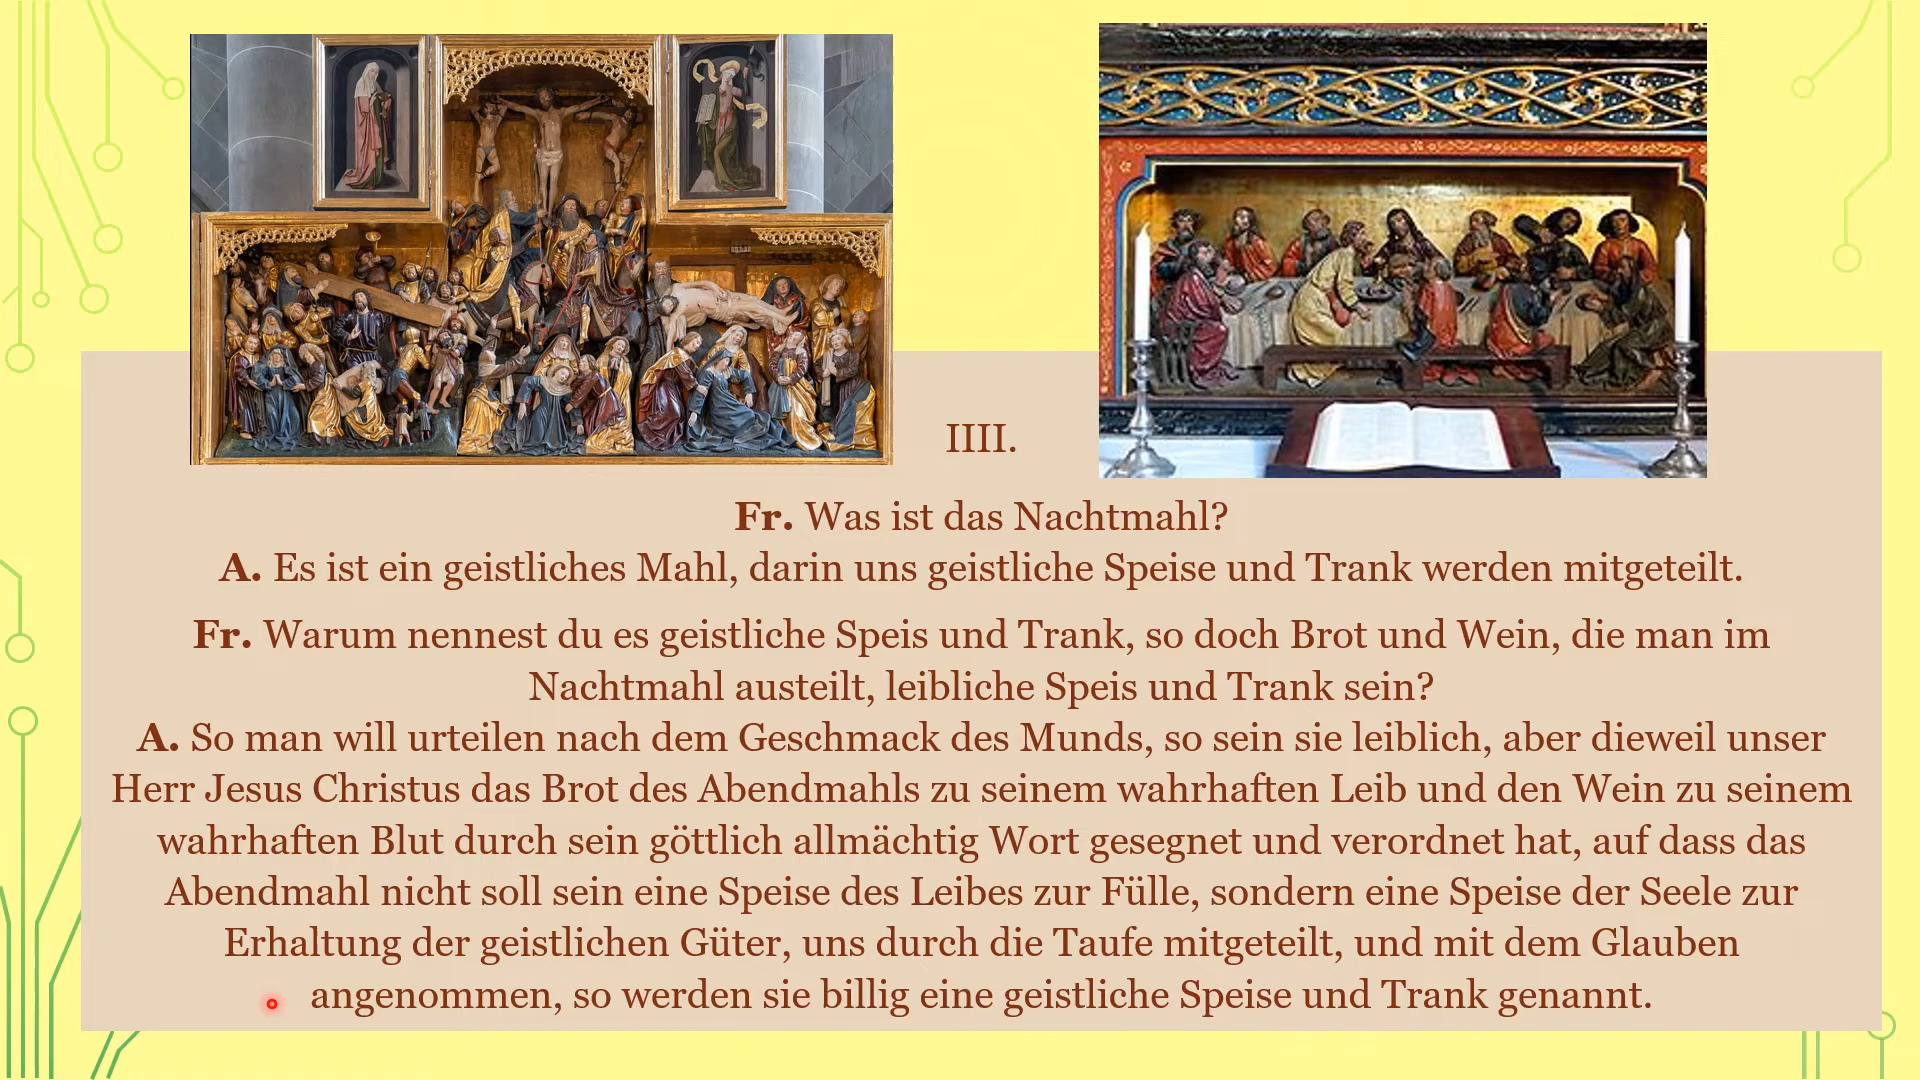 IIII.
Fr. Was ist das Nachtmahl?
A. Es ist ein geistliches Mahl, darin uns geistliche Speise und Trank werden mitgeteilt.
Fr. Warum nennest du es geistliche Speis und Trank, so doch Brot und Wein, die man im
Nachtmahl austeilt, leibliche Speis und Trank sein?
A. So man will urteilen nach dem Geschmack des Munds, so sein sie leiblich, aber dieweil unser
Herr Jesus Christus das Brot des Abendmahls zu seinem wahrhaften Leib und den Wein zu seinem
wahrhaften Blut durch sein göttlich allmächtig Wort gesegnet und verordnet hat, auf dass das
Abendmahl nicht soll sein eine Speise des Leibes zur Fülle, sondern eine Speise der Seele zur
Erhaltung der geistlichen Güter, uns durch die Taufe mitgeteilt, und mit dem Glauben
angenommen, so werden sie billig eine geistliche Speise und Trank genannt.